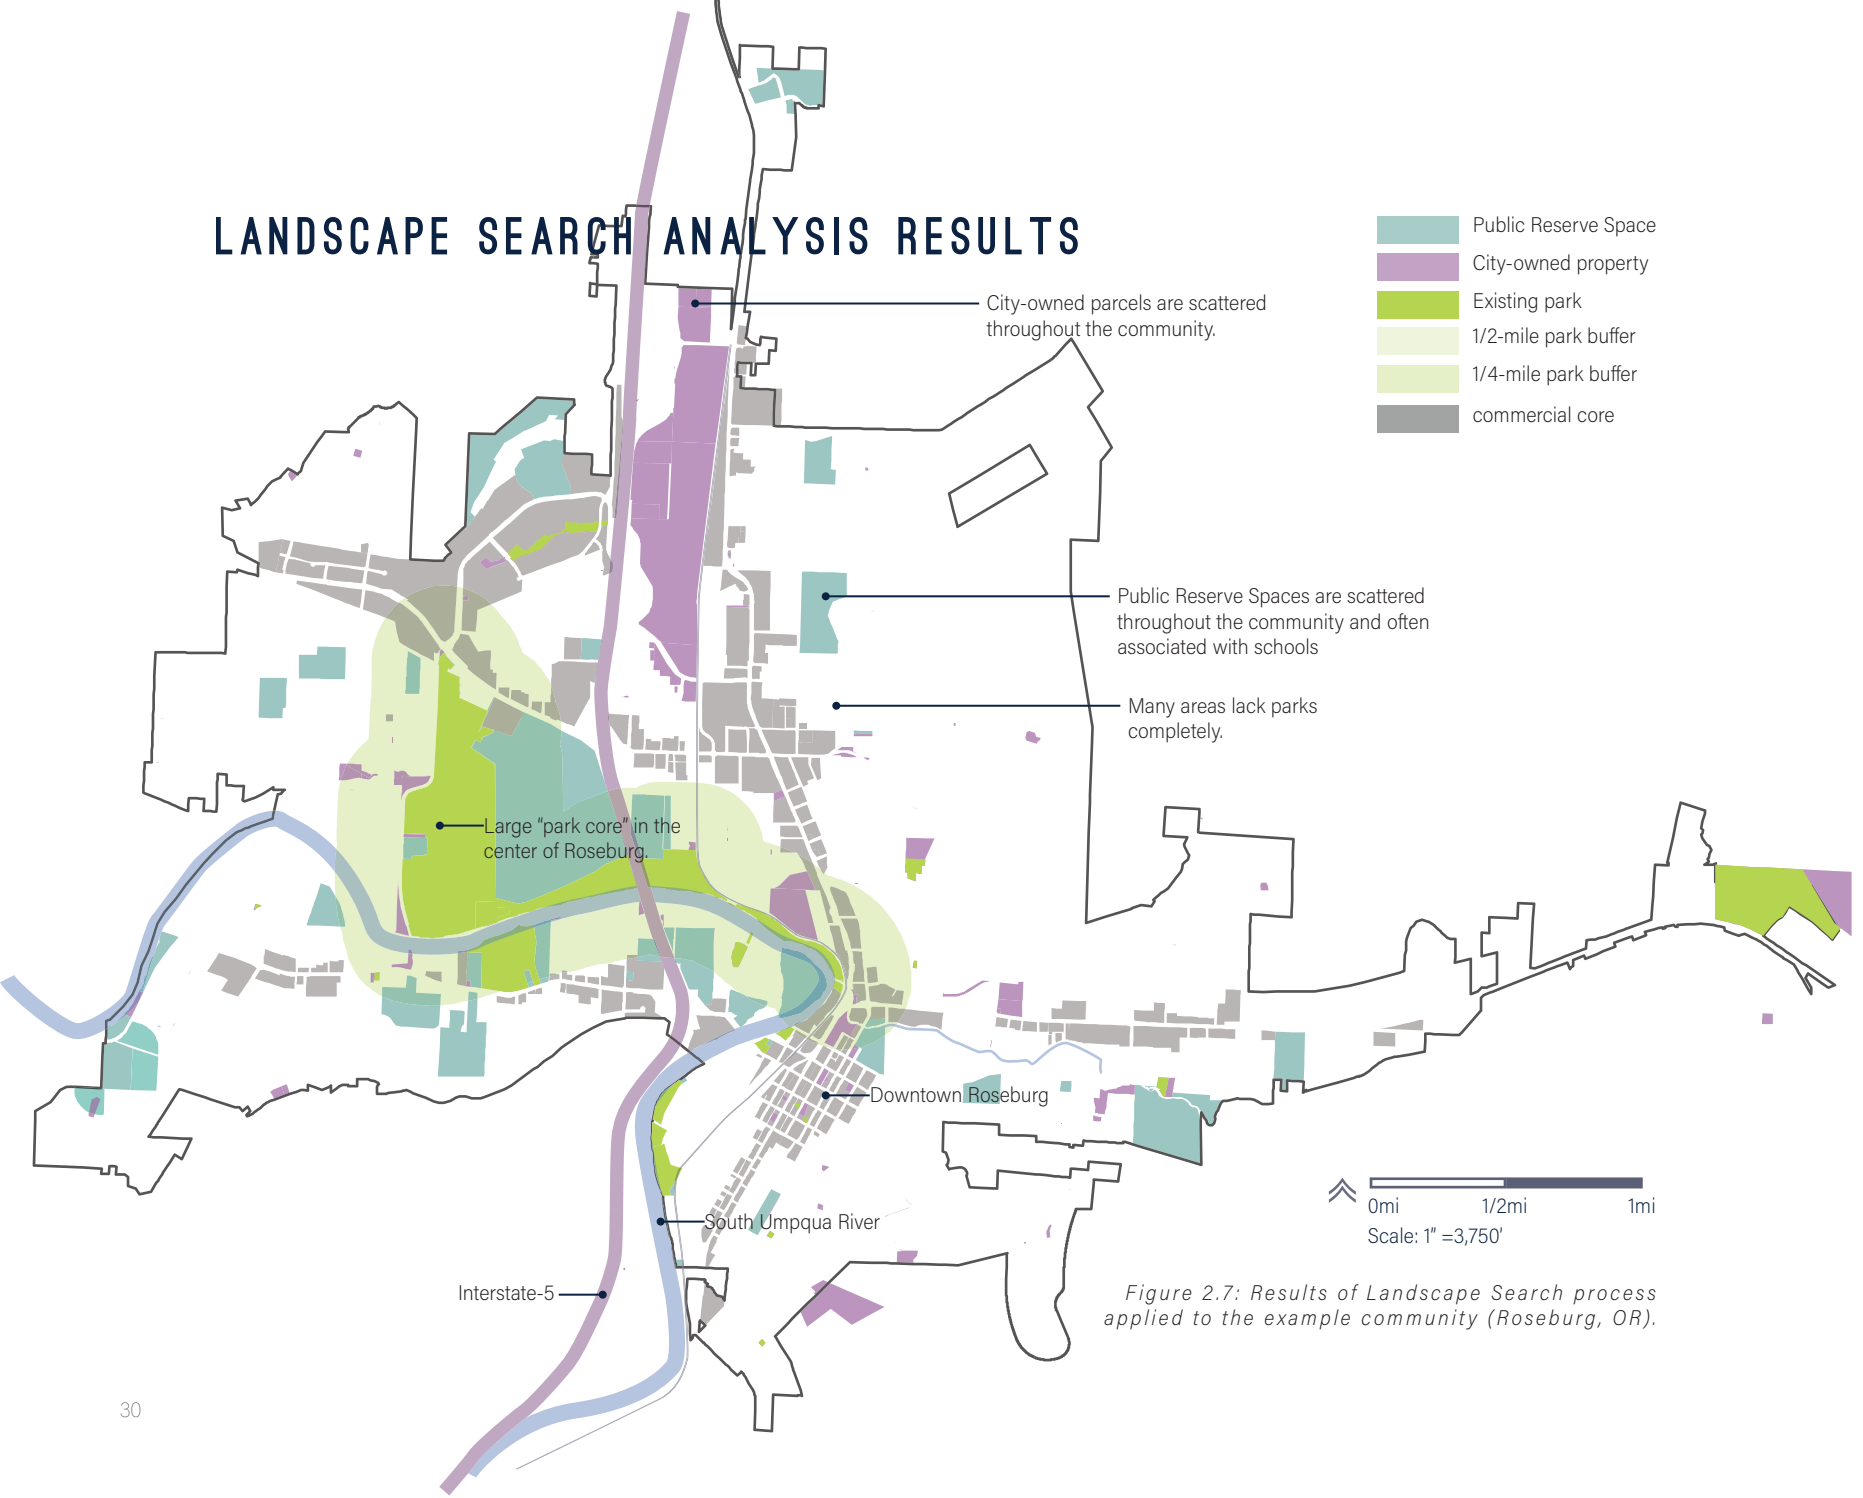 LANDSCAPE SEARCH ANALYSIS RESULTS
Public Reserve Space
City-owned property
Existing park
1/2-mile park buffer
1/4-mile park buffer
commercial core
City-owned parcels are scattered
throughout the community.
Public Reserve Spaces are scattered
throughout the community and often
associated with schools
Many areas lack parks
completely.
Large “park core” in the
center of Roseburg.
Downtown Roseburg
South Umpqua River
Interstate-5
0mi 1/2mi 1mi
Scale: 1” =3,750’
Figure 2.7: Results of Landscape Search process
applied to the example community (Roseburg, OR).
30